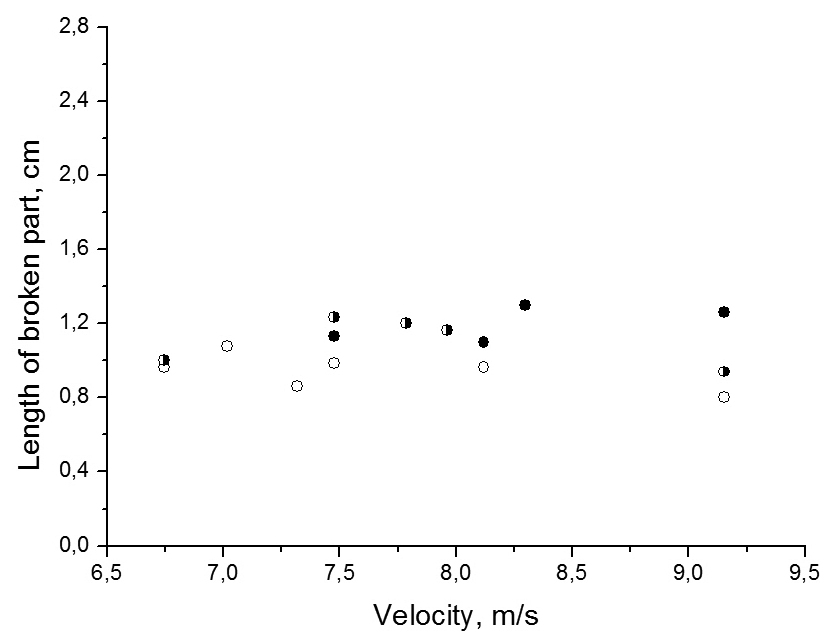 2,8
2,4
2,0
1,6
1,2
0,8
0,4
0,0
Length of broken part, cm
6,5 7,0 7,5 8,0 8,5 9,0 9,5
Velocity, m/s